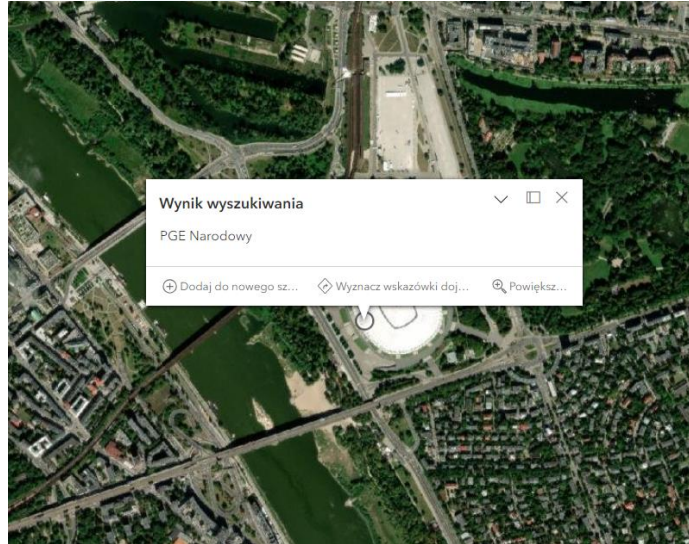 Wynik wyszukiwania
PGE Narodowy
Dodaj do nowego sz...
Wyznacz wskazówki doj...
Powiększ...